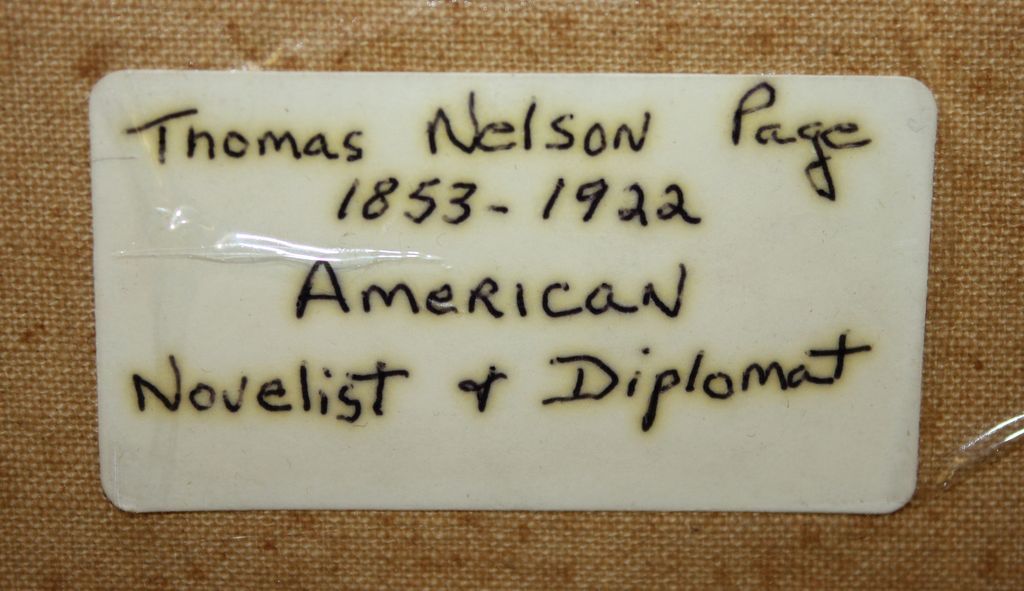 Thomas Nelson Page
1853-1922
American
Novelist & Diplomat